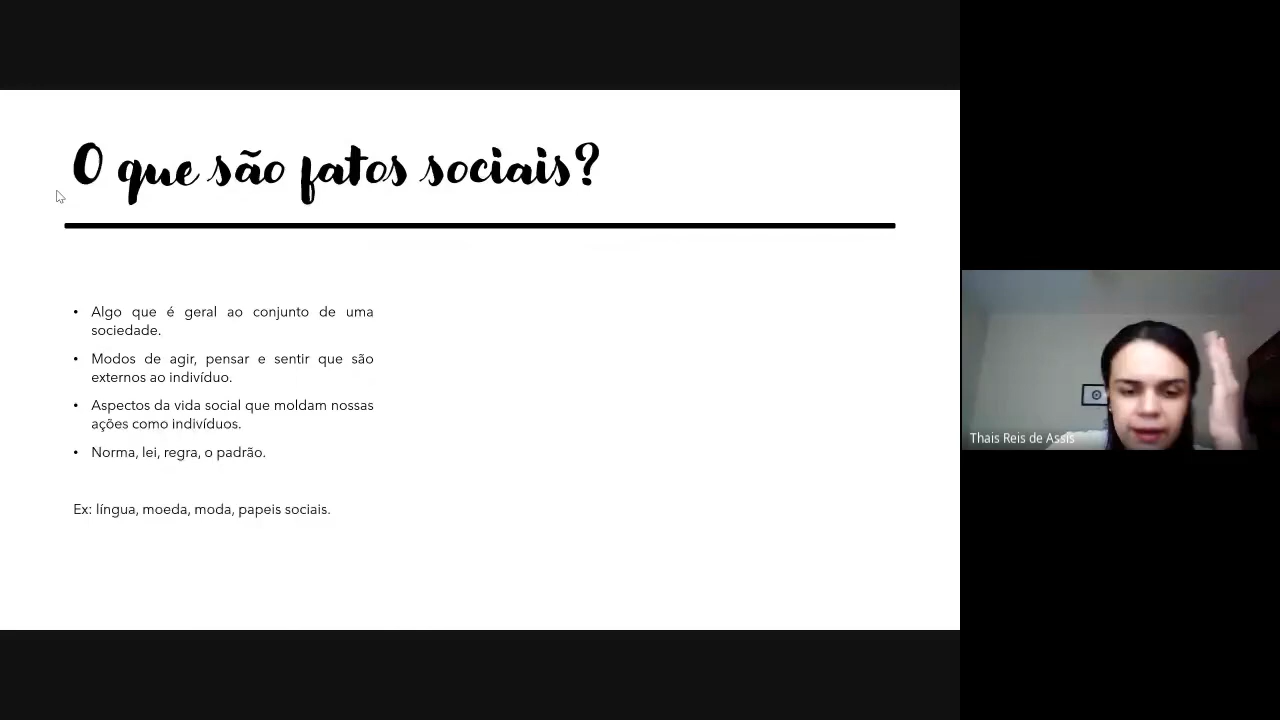 O que são fatos sociais?
• Algo que é geral ao conjunto de uma
sociedade.
• Modos de agir, pensar e sentir que são
externos ao indivíduo.
• Aspectos da vida social que moldam nossas
ações como indivíduos.
• Norma, lei, regra, o padrão.
Ex: língua, moeda, moda, papeis sociais.
Thais Reis de Assis